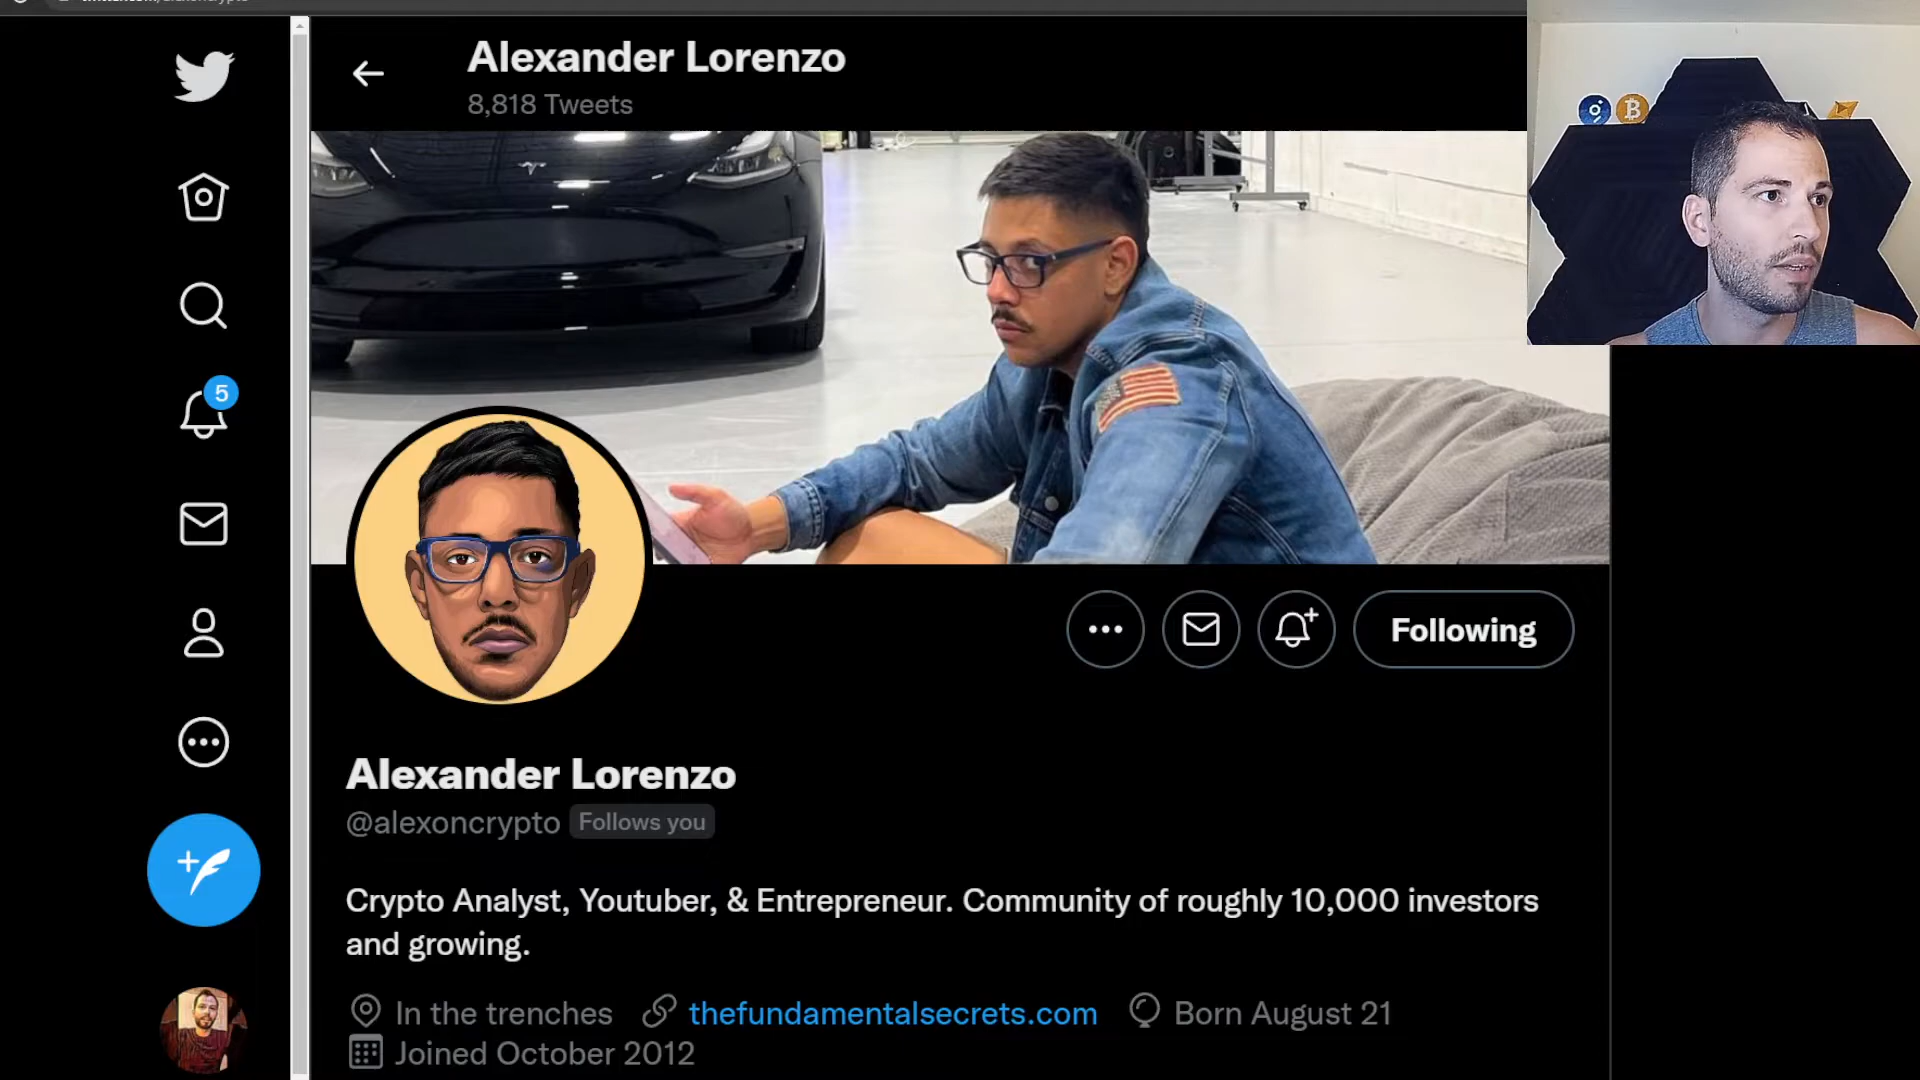 Alexander Lorenzo
8,818 Tweets
5
Following
Alexander Lorenzo
@alexoncrypto Follows you
Crypto Analyst, Youtuber, & Entrepreneur. Community of roughly 10,000 investors
and growing.
In the trenches thefundamentalsecrets.com Born August 21
Joined October 2012